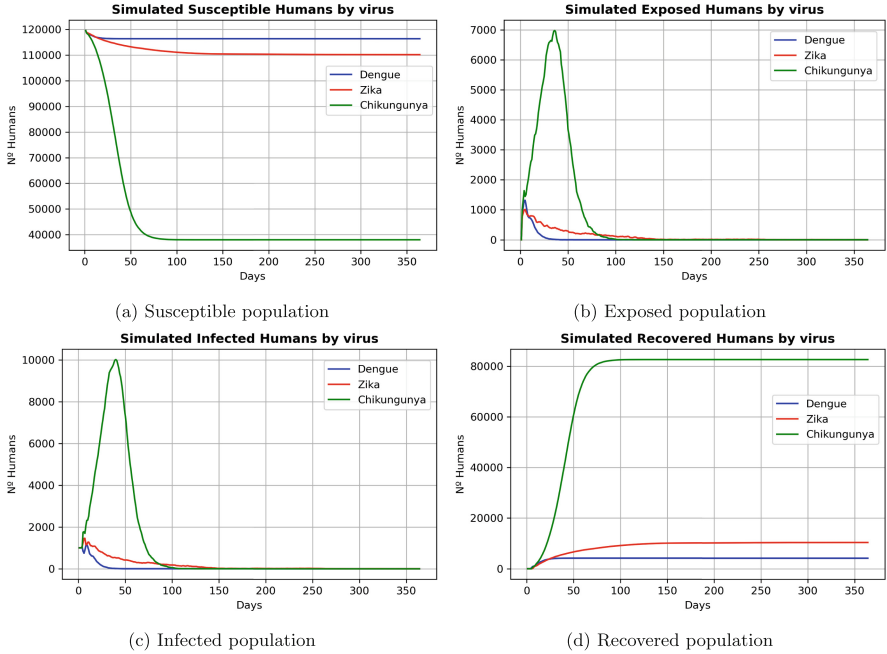 Simulated Susceptible Humans by virus
120000
110000
100000
90000
80000
70000
60000
50000
40000
Nº Humans
Dengue
Zika
Chikungunya
0 50 100 150 200 250 300 350
Days
(a) Susceptible population
Simulated Exposed Humans by virus
7000
6000
5000
4000
3000
2000
1000
0
Nº Humans
Dengue
Zika
Chikungunya
0 50 100 150 200 250 300 350
Days
(b) Exposed population
Simulated Infected Humans by virus
10000
8000
6000
4000
2000
0
Nº Humans
Dengue
Zika
Chikungunya
0 50 100 150 200 250 300 350
Days
(c) Infected population
Simulated Recovered Humans by virus
80000
60000
40000
20000
0
Nº Humans
Dengue
Zika
Chikungunya
0 50 100 150 200 250 300 350
Days
(d) Recovered population